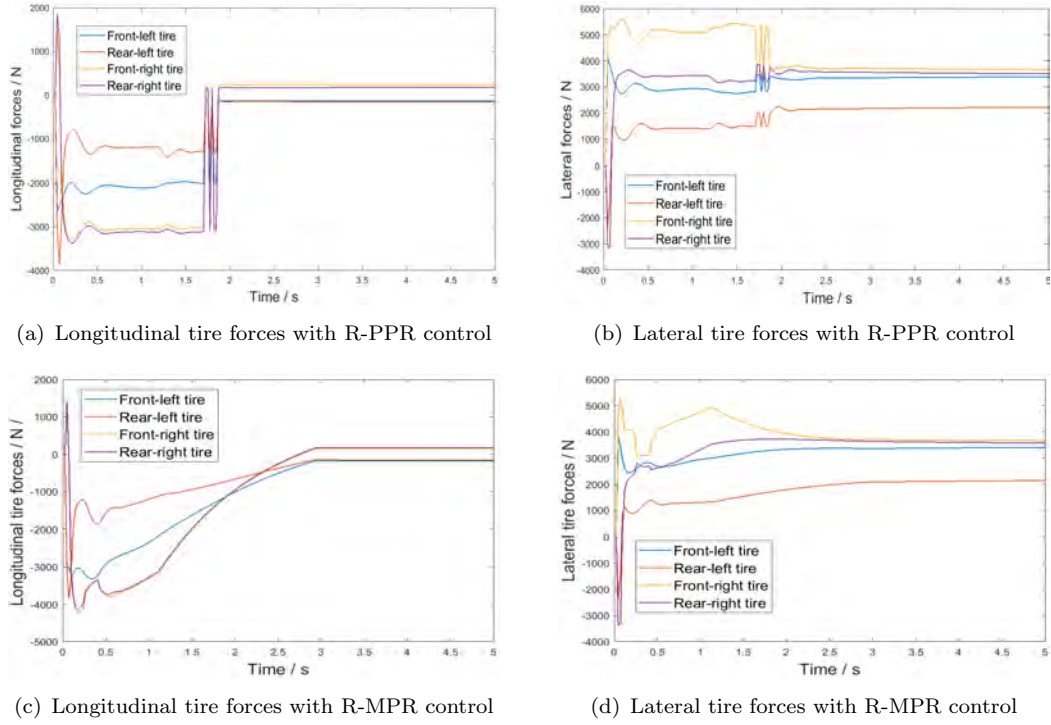 2000
1000
0
-1000
-2000
-3000
-4000
Longitudinal forces / N
Front-left tire
Rear-left tire
Front-right tire
Rear-right tire
0 0.5 1 1.5 2 2.5 3 3.5 4 4.5 5
Time / s
(a) Longitudinal tire forces with R-PPR control
6000
5000
4000
3000
2000
1000
0
-1000
-2000
-3000
-4000
Lateral forces / N
Front-left tire
Rear-left tire
Front-right tire
Rear-right tire
0 0.5 1 1.5 2 2.5 3 3.5 4 4.5 5
Time / s
(b) Lateral tire forces with R-PPR control
2000
1000
0
-1000
-2000
-3000
-4000
-5000
Longitudinal tire forces / N /
Front-left tire
Rear-left tire
Front-right tire
Rear-right tire
0 0.5 1 1.5 2 2.5 3 3.5 4 4.5 5
Time / s
(c) Longitudinal tire forces with R-MPR control
6000
5000
4000
3000
2000
1000
0
-1000
-2000
-3000
-4000
Lateral tire forces / N
Front-left tire
Rear-left tire
Front-right tire
Rear-right tire
0 0.5 1 1.5 2 2.5 3 3.5 4 4.5 5
Time / s
(d) Lateral tire forces with R-MPR control